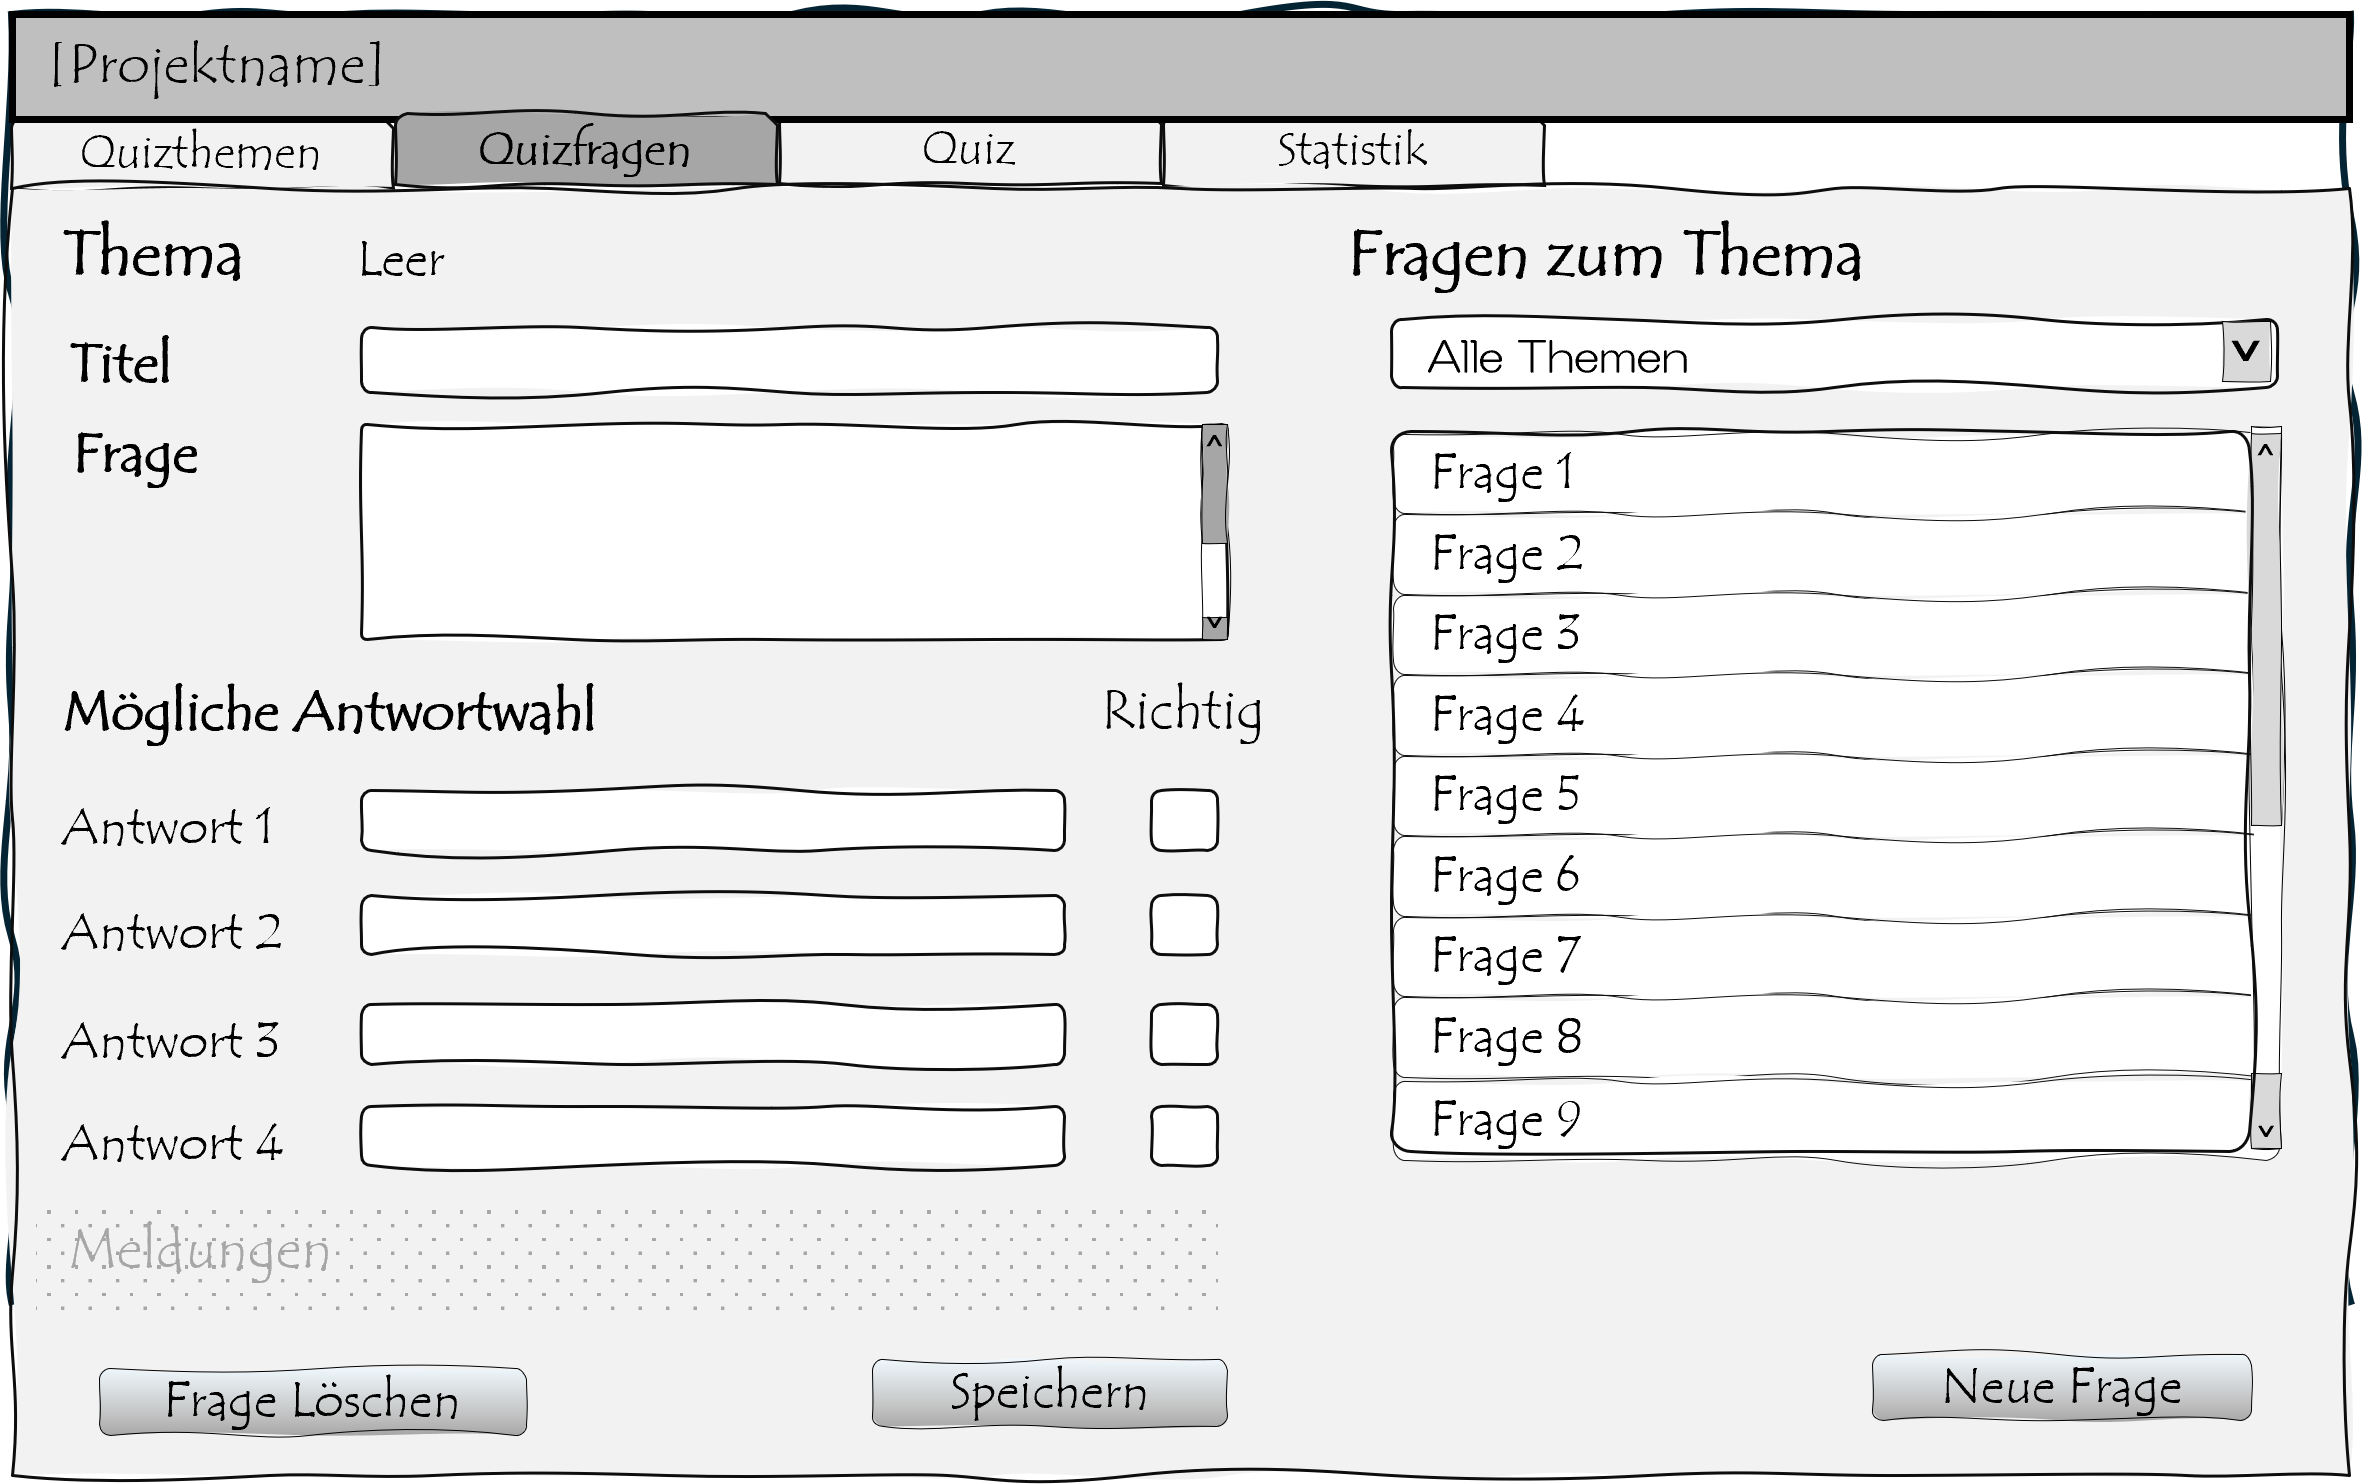 [Projektname]
Quizthemen Quizfragen Quiz Statistik
Thema Leer
Titel
Frage
Mögliche Antwortwahl Richtig
Antwort 1
Antwort 2
Antwort 3
Antwort 4
Meldungen
Frage Löschen Speichern
Fragen zum Thema
Alle Themen
Frage 1
Frage 2
Frage 3
Frage 4
Frage 5
Frage 6
Frage 7
Frage 8
Frage 9
Neue Frage